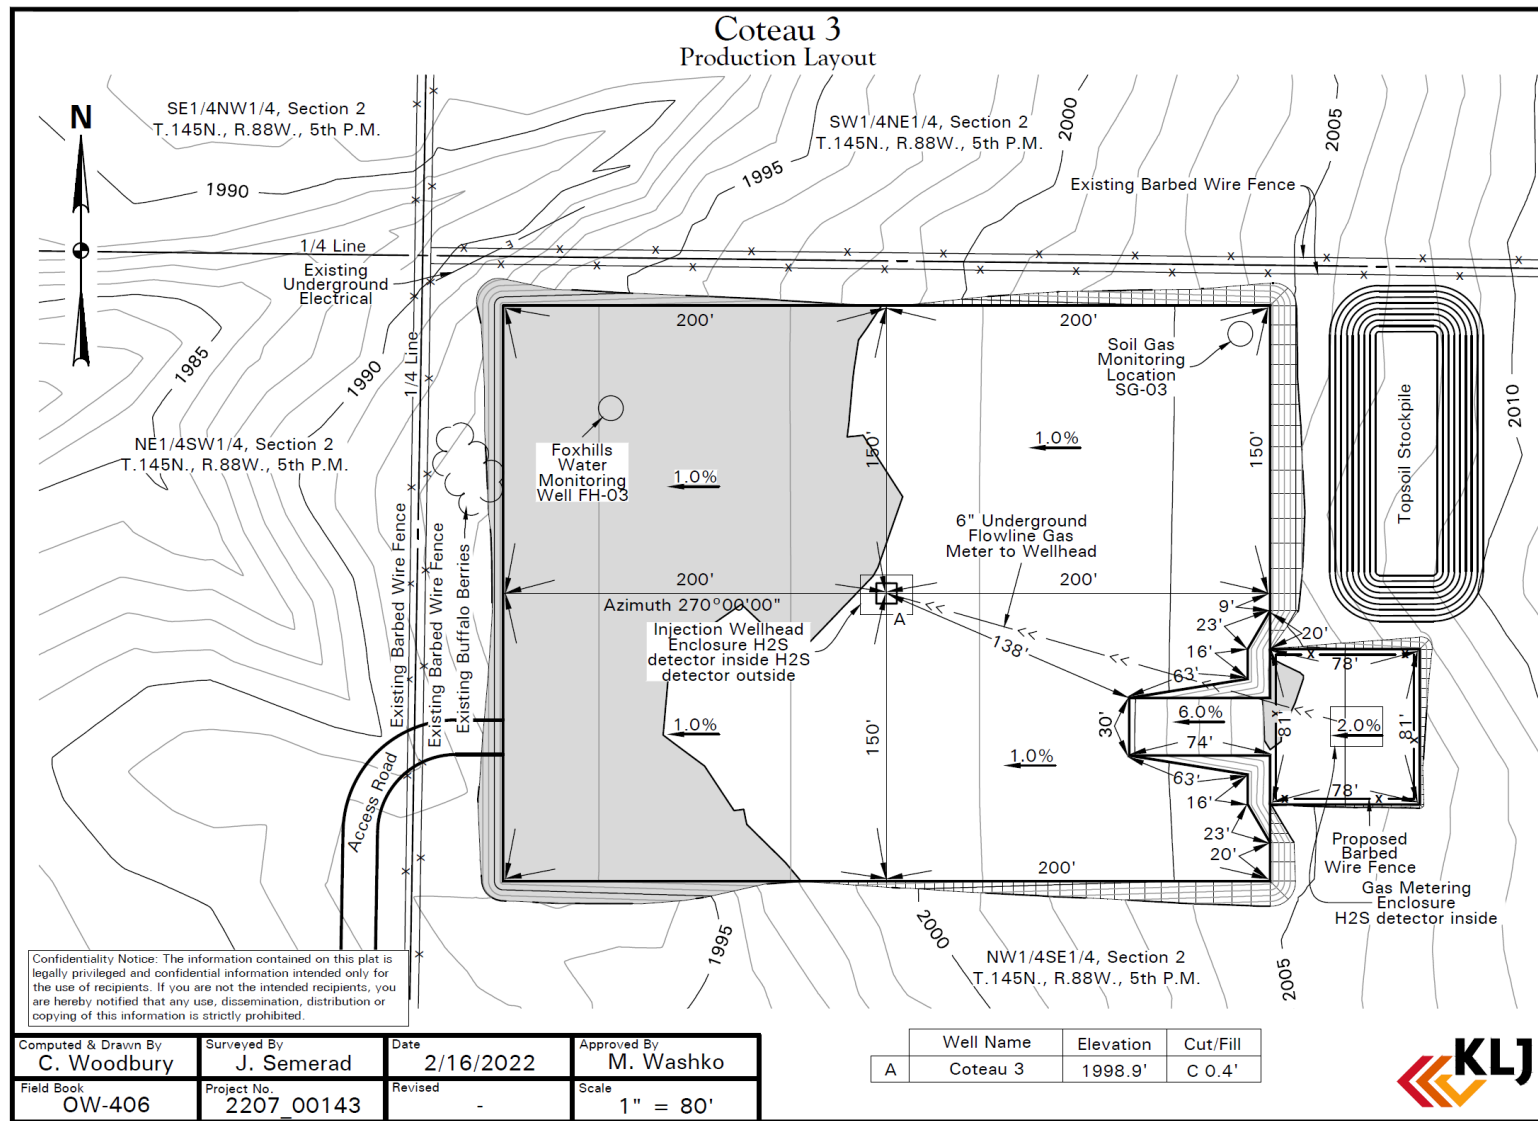 Coteau 3
Production Layout
SE1/4NW1/4, Section 2
T.145N., R.88W., 5th P.M.
SW1/4NE1/4, Section 2
T.145N., R.88W., 5th P.M.
2000
2005
N
1990
1995
Existing Barbed Wire Fence
1/4 Line
E
Existing
Underground
Electrical
1985
1990
1/4 Line
200'
200'
Soil Gas
Monitoring
Location
SG-03
2010
Topsoil Stockpile
NE1/4SW1/4, Section 2
T.145N., R.88W., 5th P.M.
Foxhills
Water
Monitoring
Well FH-03
1.0%
150'
1.0%
150'
6" Underground
Flowline Gas
Meter to Wellhead
Existing Barbed Wire Fence
Existing Barbed Wire Fence
Existing Buffalo Berries
200'
200'
Azimuth 270°00'00"
A
Injection Wellhead
Enclosure H2S
detector inside H2S
detector outside
138'
9'
23'
20'
16'
63'
78'
1.0%
150'
30'
6.0%
74'
81'
2.0%
81'
1.0%
63'
16'
78'
23'
20'
Access Road
200'
Proposed
Barbed
Wire Fence
Gas Metering
Enclosure
H2S detector inside
1995
2000
2005
NW1/4SE1/4, Section 2
T.145N., R.88W., 5th P.M.
Confidentiality Notice: The information contained on this plat is
legally privileged and confidential information intended only for
the use of recipients. If you are not the intended recipients, you
are hereby notified that any use, dissemination, distribution or
copying of this information is strictly prohibited.
Computed & Drawn By
C. Woodbury
Surveyed By
J. Semerad
Date
2/16/2022
Approved By
M. Washko
Field Book
OW-406
Project No.
2207_00143
Revised
-
Scale
1" = 80'
Well Name Elevation Cut/Fill
A Coteau 3 1998.9' C 0.4'
KLJ